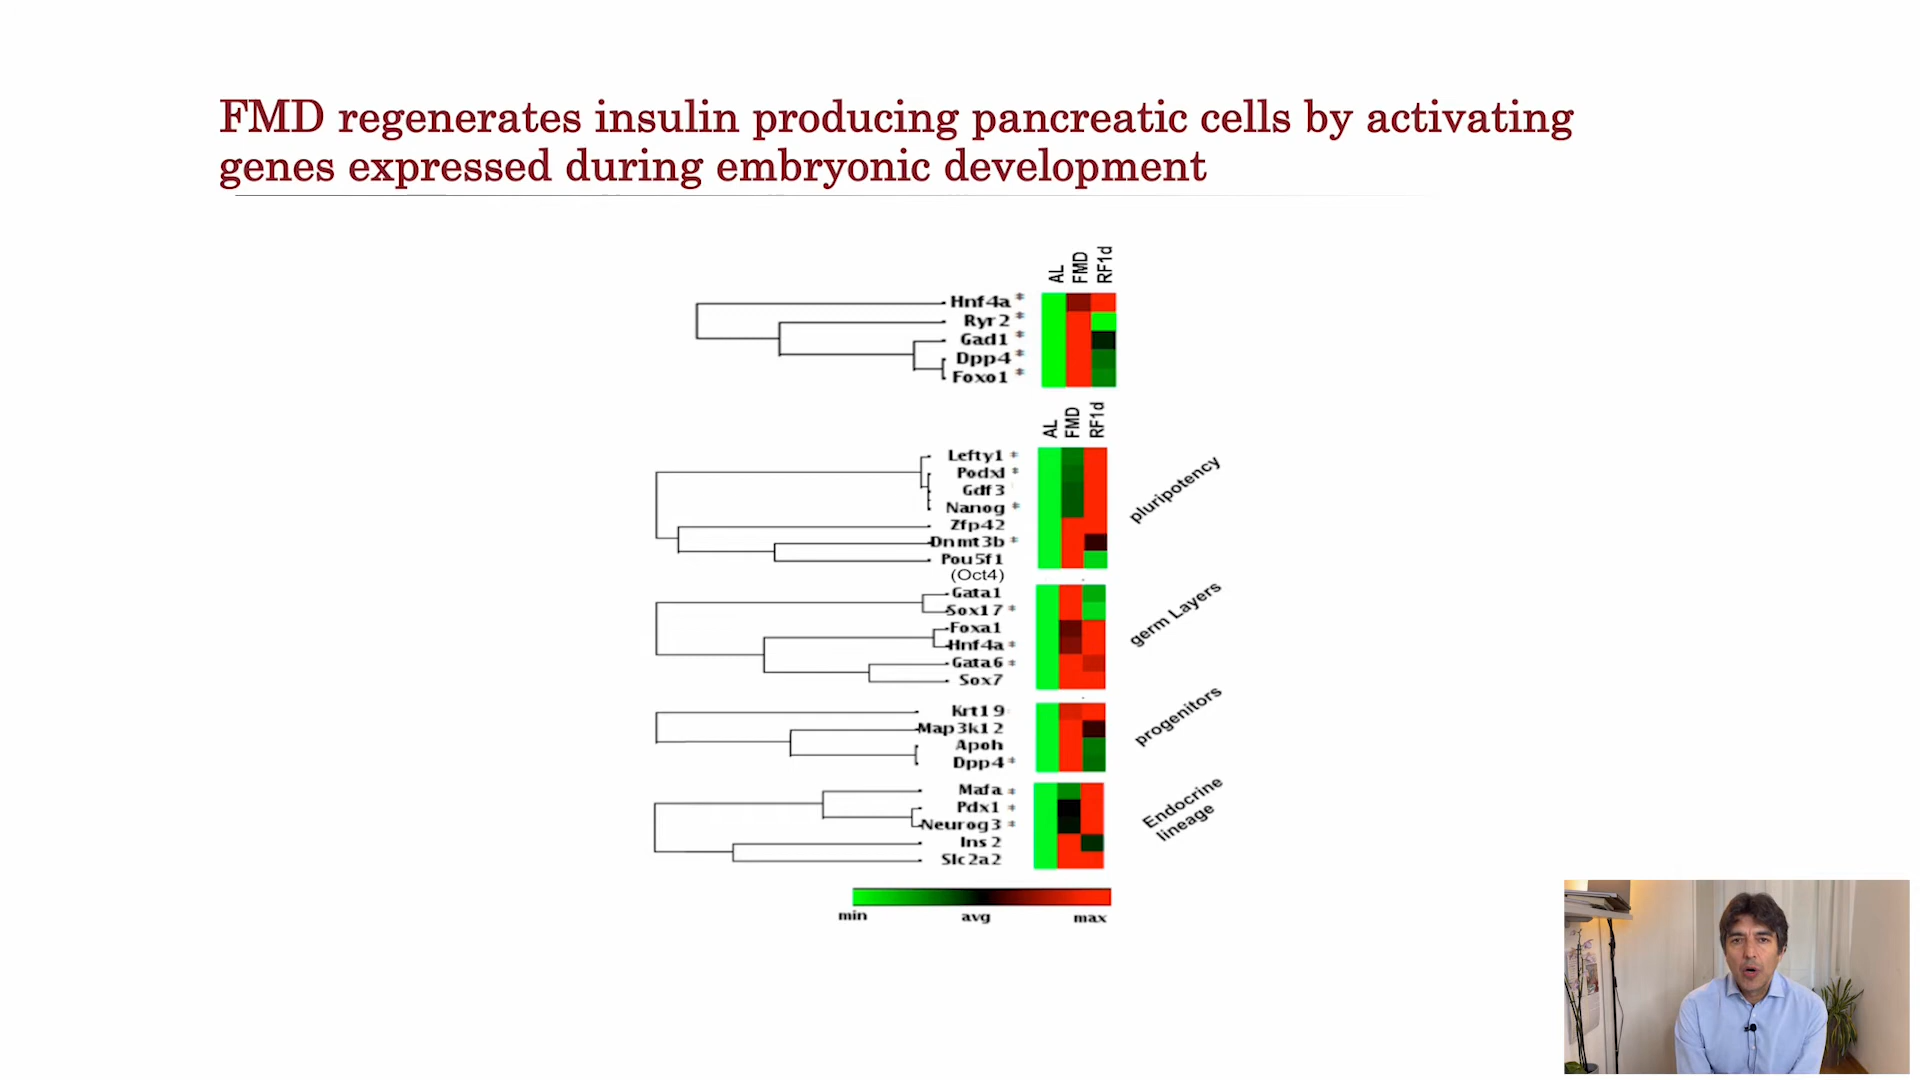 FMD regenerates insulin producing pancreatic cells by activating
genes expressed during embryonic development
AL FMD RF1d
Hnf4a *
Ryr2 *
Gad1 *
Dpp4 *
Foxo1 *
AL FMD RF1d
Lefty1 *
Podxl *
Gdf3
Nanog *
Zfp42
Dnmt3b *
Pou5f1
(Oct4)
pluripotency
Gata1
Sox17 *
Foxa1
Hnf4a *
Gata6 *
Sox7
germ Layers
Krt19
Map3k12
Apoh
Dpp4 *
progenitors
Mafa *
Pdx1 *
Neurog3 *
Ins2
Slc2a2
Endocrine
lineage
min avg max